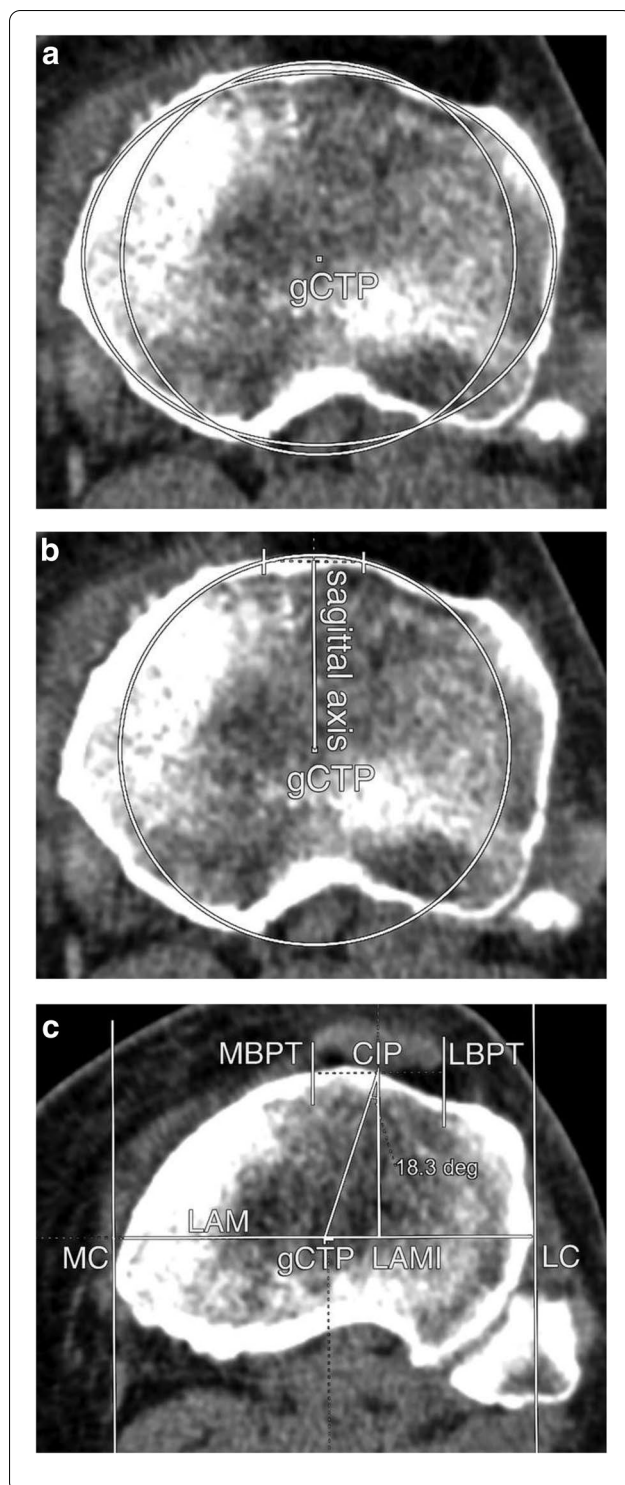 a
gCTP
b
sagittal axis
gCTP
c
MBPT CIP LBPT
18.3 deg
LAM
MC gCTP LAMI LC